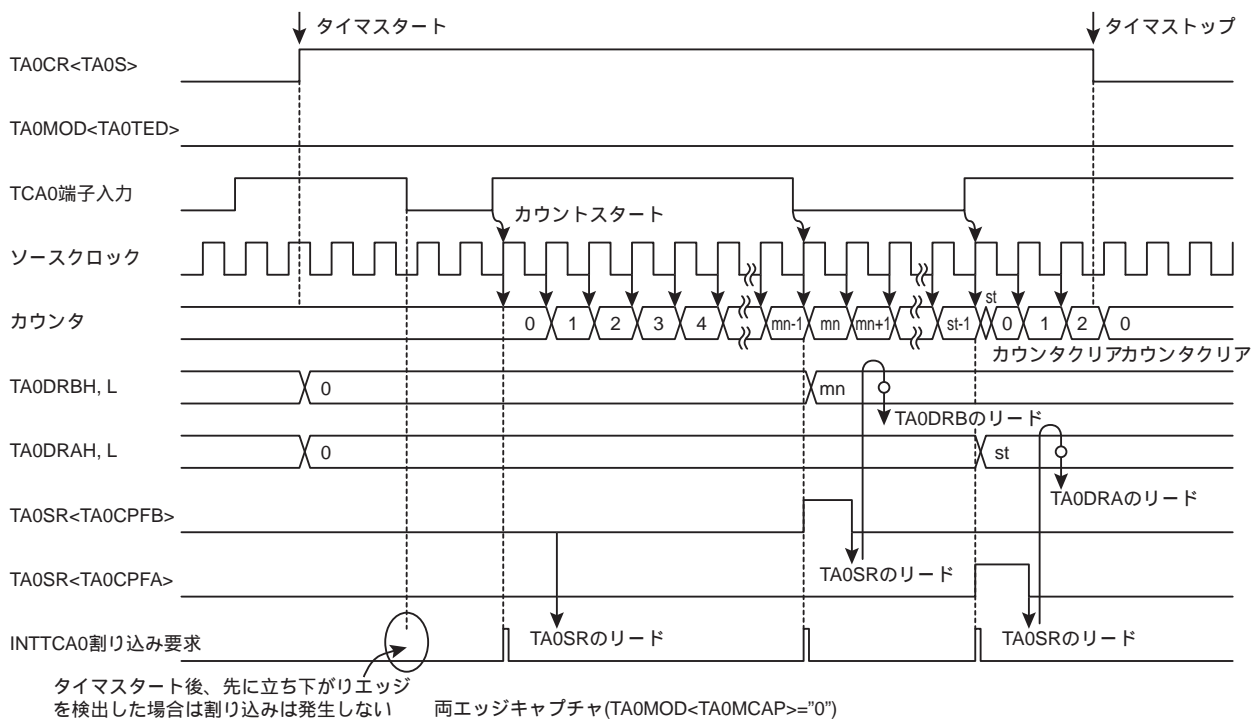 タイマスタート
タイマストップ
TA0CR<TA0S>
TA0MOD<TA0TED>
TCA0端子入力
カウントスタート
ソースクロック
カウンタ
0 1 2 3 4 mn-1 mn mn+1 st-1 st 0 1 2 0
カウンタクリア カウンタクリア
TA0DRBH, L
0
mn
TA0DRBのリード
TA0DRAH, L
0
st
TA0DRAのリード
TA0SR<TA0CPFB>
TA0SRのリード
TA0SR<TA0CPFA>
TA0SRのリード
TA0SRのリード
INTTCA0割り込み要求
タイマスタート後、先に立ち下がりエッジ
を検出した場合は割り込みは発生しない
両エッジキャプチャ(TA0MOD<TA0MCAP>="0")